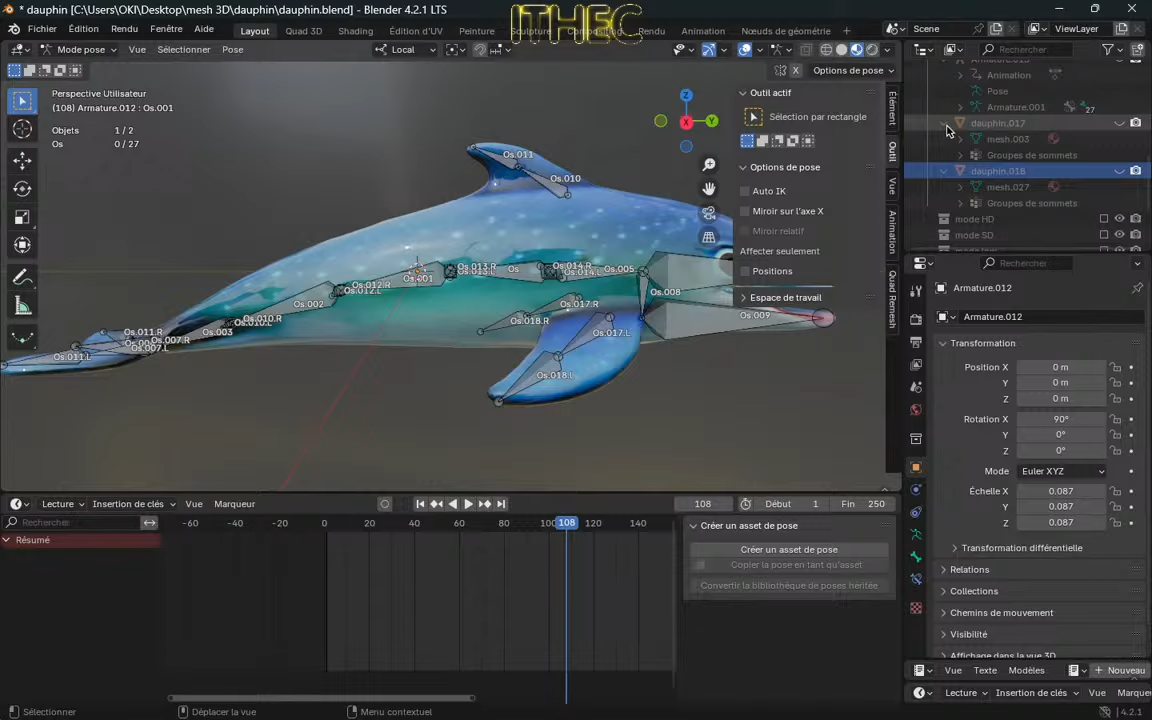 * dauphin [C:\Users\OKI\Desktop\mesh 3D\dauphin\dauphin.blend] - Blender 4.2.1 LTS
ITHEC
Fichier Édition Rendu Fenêtre Aide Layout Quad 3D Shading Édition d'UV Peinture Sculpture Rendu Animation Nœuds de géométrie + Scene ViewLayer
Mode pose Vue Sélectionner Pose Local
Rechercher
X Options de pose
Perspective Utilisateur
(108) Armature.012 : Os.001
Objets 1 / 2
Os 0 / 27
Os.011
Os.010
Os.013.R
Os
Os.014.R
Os.014.L
Os.005
Os.001
Os.012.R
Os.012.L
Os.002
Os.008
Os.009
Os.017.R
Os.018.R
Os.017.L
Os.010.R
Os.010.L
Os.003
Os.011.R
Os.007.R
Os.007.L
Os.011.L
Os.018.L
Z
Y
X
Outil actif
Sélection par rectangle
Options de pose
Auto IK
Miroir sur l'axe X
Miroir relatif
Affecter seulement
Positions
Espace de travail
Élément
Outil
Vue
Animation
Quad Remesh
Animation
Pose
Armature.001 27
dauphin.017
mesh.003
Groupes de sommets
dauphin.018
mesh.027
Groupes de sommets
mode HD
mode SD
Rechercher
Armature.012
Armature.012
Transformation
Position X 0 m
Y 0 m
Z 0 m
Rotation X 90°
Y 0°
Z 0°
Mode Euler XYZ
Échelle X 0.087
Y 0.087
Z 0.087
Transformation différentielle
Relations
Collections
Chemins de mouvement
Visibilité
Affichage dans la vue 3D
Vue Texte Modèles + Nouveau
Lecture Insertion de clés Vue Marque
Lecture Insertion de clés Vue Marqueur 108 Début 1 Fin 250
Rechercher
-60 -40 -20 0 20 40 60 80 100 108 120 140
Résumé
Créer un asset de pose
Créer un asset de pose
Copier la pose en tant qu'asset
Convertir la bibliothèque de poses héritée
Sélectionner Déplacer la vue Menu contextuel 4.2.1